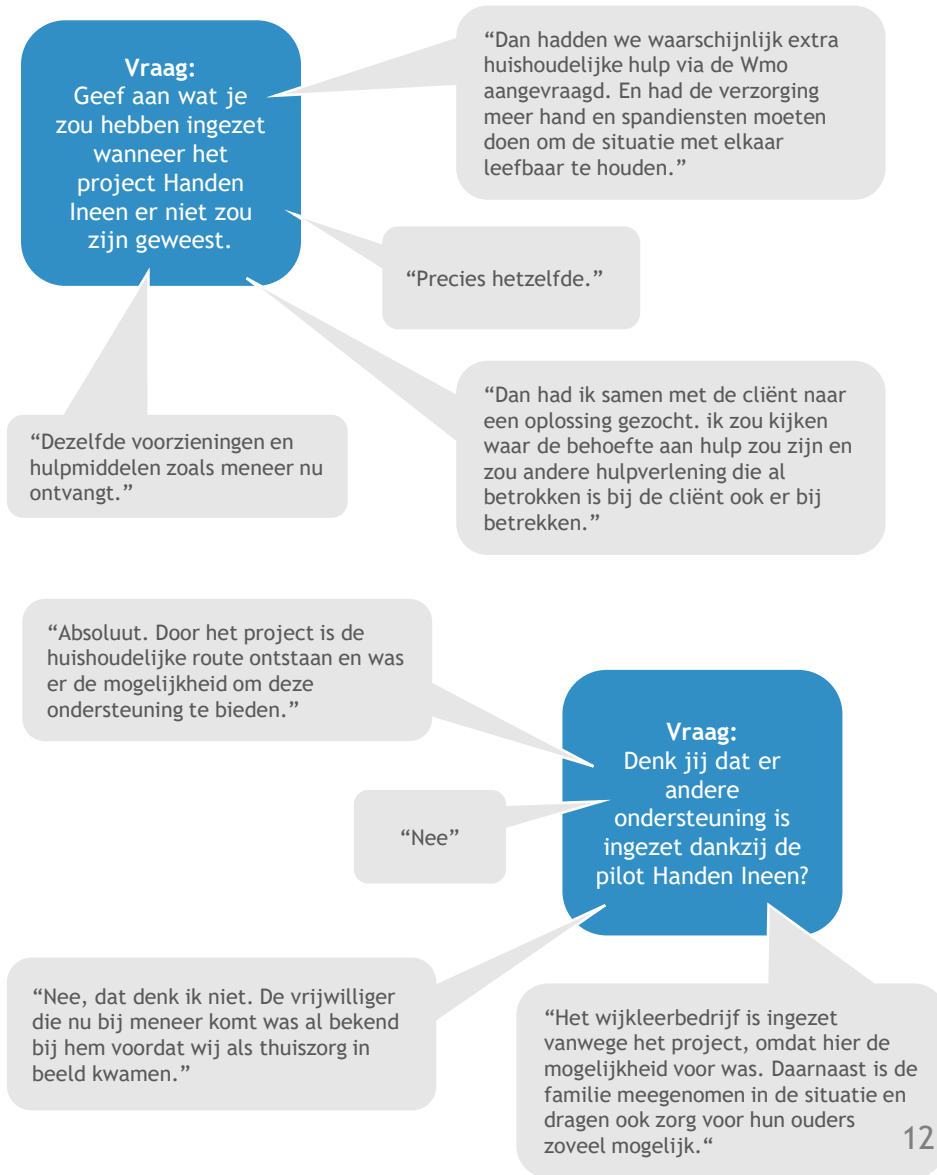 Vraag:
Geef aan wat je
zou hebben ingezet
wanneer het
project Handen
Ineen er niet zou
zijn geweest.
“Dan hadden we waarschijnlijk extra
huishoudelijke hulp via de Wmo
aangevraagd. En had de verzorging
meer hand en spandiensten moeten
doen om de situatie met elkaar
leefbaar te houden.”
“Precies hetzelfde.”
“Dan had ik samen met de cliënt naar
een oplossing gezocht. ik zou kijken
waar de behoefte aan hulp zou zijn en
zou andere hulpverlening die al
betrokken is bij de cliënt ook er bij
betrekken.”
“Dezelfde voorzieningen en
hulpmiddelen zoals meneer nu
ontvangt.”
“Absoluut. Door het project is de
huishoudelijke route ontstaan en was
er de mogelijkheid om deze
ondersteuning te bieden.”
Vraag:
Denk jij dat er
andere
ondersteuning is
ingezet dankzij de
pilot Handen Ineen?
“Nee”
“Nee, dat denk ik niet. De vrijwilliger
die nu bij meneer komt was al bekend
bij hem voordat wij als thuiszorg in
beeld kwamen.”
“Het wijkleerbedrijf is ingezet
vanwege het project, omdat hier de
mogelijkheid voor was. Daarnaast is de
familie meegenomen in de situatie en
dragen ook zorg voor hun ouders
zoveel mogelijk.“
12